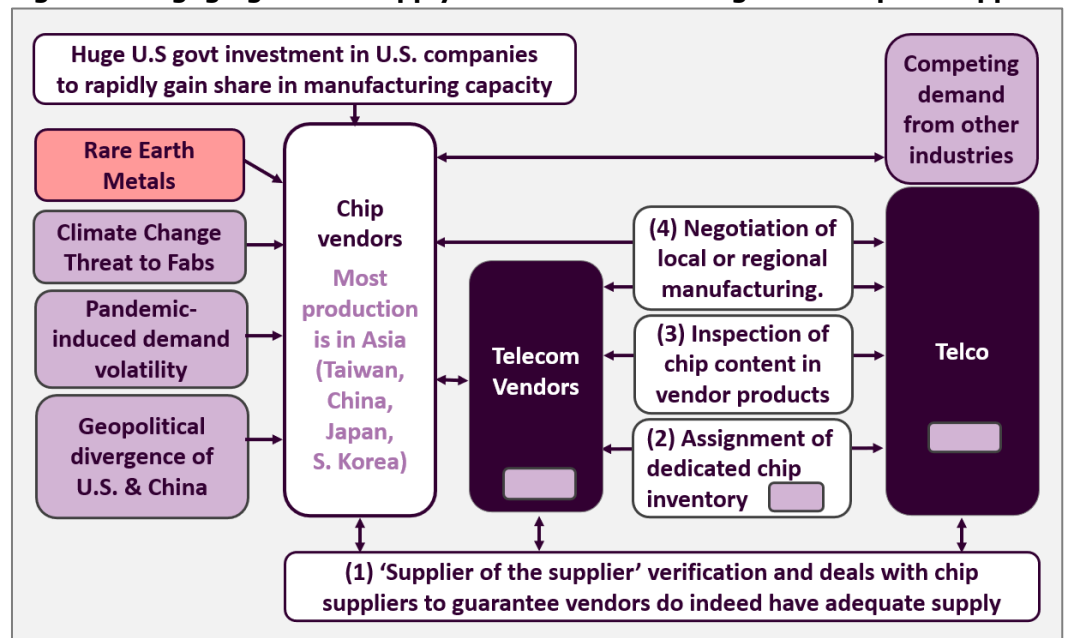 Huge U.S govt investment in U.S. companies
to rapidly gain share in manufacturing capacity
Competing
demand
from other
industries
Rare Earth
Metals
Climate Change
Threat to Fabs
Pandemic-
induced demand
volatility
Geopolitical
divergence of
U.S. & China
Chip
vendors
Most
production
is in Asia
(Taiwan,
China,
Japan,
S. Korea)
Telecom
Vendors
(4) Negotiation of
local or regional
manufacturing.
(3) Inspection of
chip content in
vendor products
(2) Assignment of
dedicated chip
inventory
Telco
(1) ‘Supplier of the supplier’ verification and deals with chip
suppliers to guarantee vendors do indeed have adequate supply